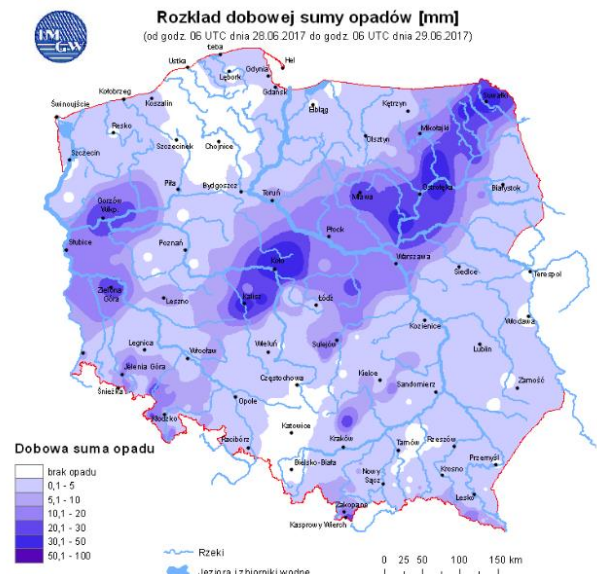 IM
GW
Rozkład dobowej sumy opadów [mm]
(od godz. 06 UTC dnia 28.06.2017 do godz. 06 UTC dnia 29.06.2017)
Łeba
Ustka
Hel
Gdynia
Lębork
Gdańsk
Kołobrzeg
Koszalin
Świnoujście
Elbląg
Kętrzyn
Suwałki
Resko
Mikołajki
Szczecinek
Chojnice
Olsztyn
Szczecin
Piła
Bydgoszcz
Toruń
Mława
Ostrołęka
Białystok
Gorzów
Wlkp.
Płock
Słubice
Poznań
Koło
Warszawa
Siedlce
Terespol
Zielona
Góra
Leszno
Kalisz
Łódź
Włodawa
Kozienice
Legnica
Wrocław
Wieluń
Sulejów
Lublin
Jelenia Góra
Śnieżka
Częstochowa
Kielce
Sandomierz
Zamość
Opole
Kłodzko
Racibórz
Katowice
Kraków
Tarnów
Rzeszów
Bielsko-Biała
Nowy
Sącz
Krosno
Przemyśl
Lesko
Zakopane
Kasprowy Wierch
Dobowa suma opadu
brak opadu
0,1 - 5
5,1 - 10
10,1 - 20
20,1 - 30
30,1 - 50
50,1 - 100
Rzeki
Jeziora i zbiorniki wodne
0 25 50 100 150 km